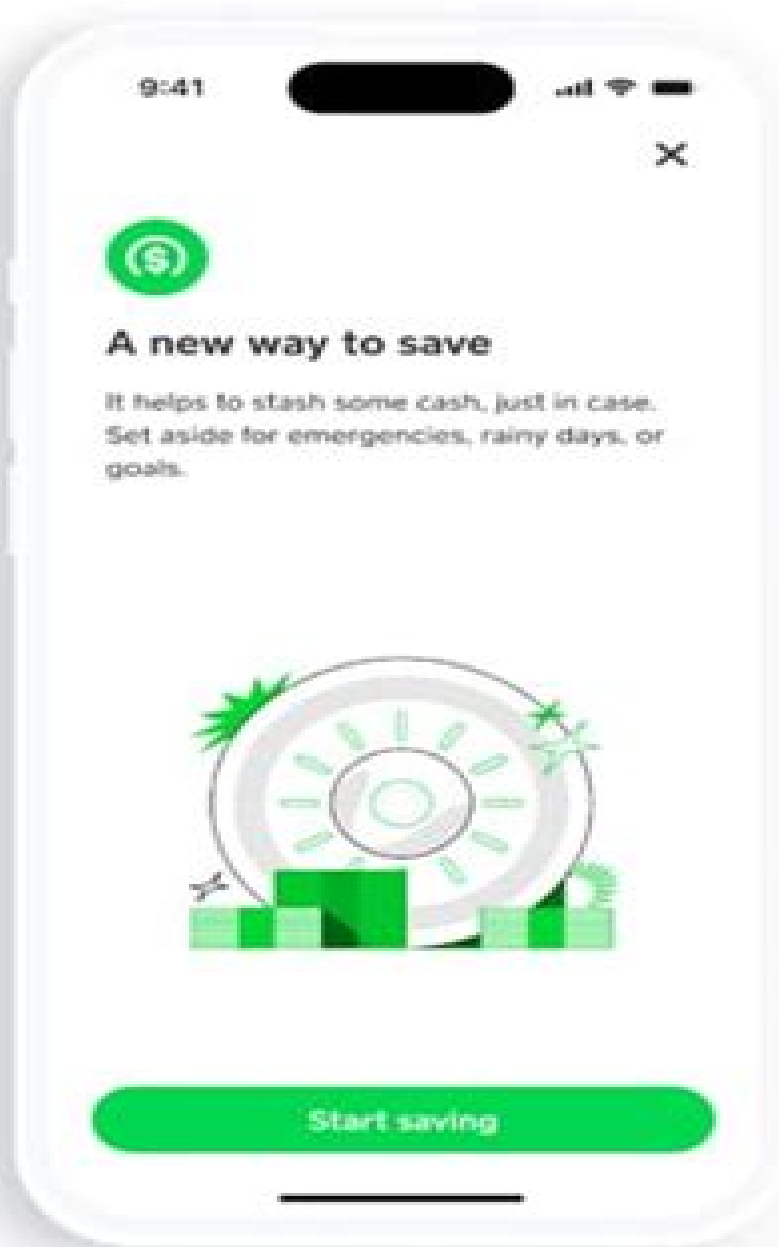 9:41
$
A new way to save
It helps to stash some cash, just in case.
Set aside for emergencies, rainy days, or
goals.
Start saving